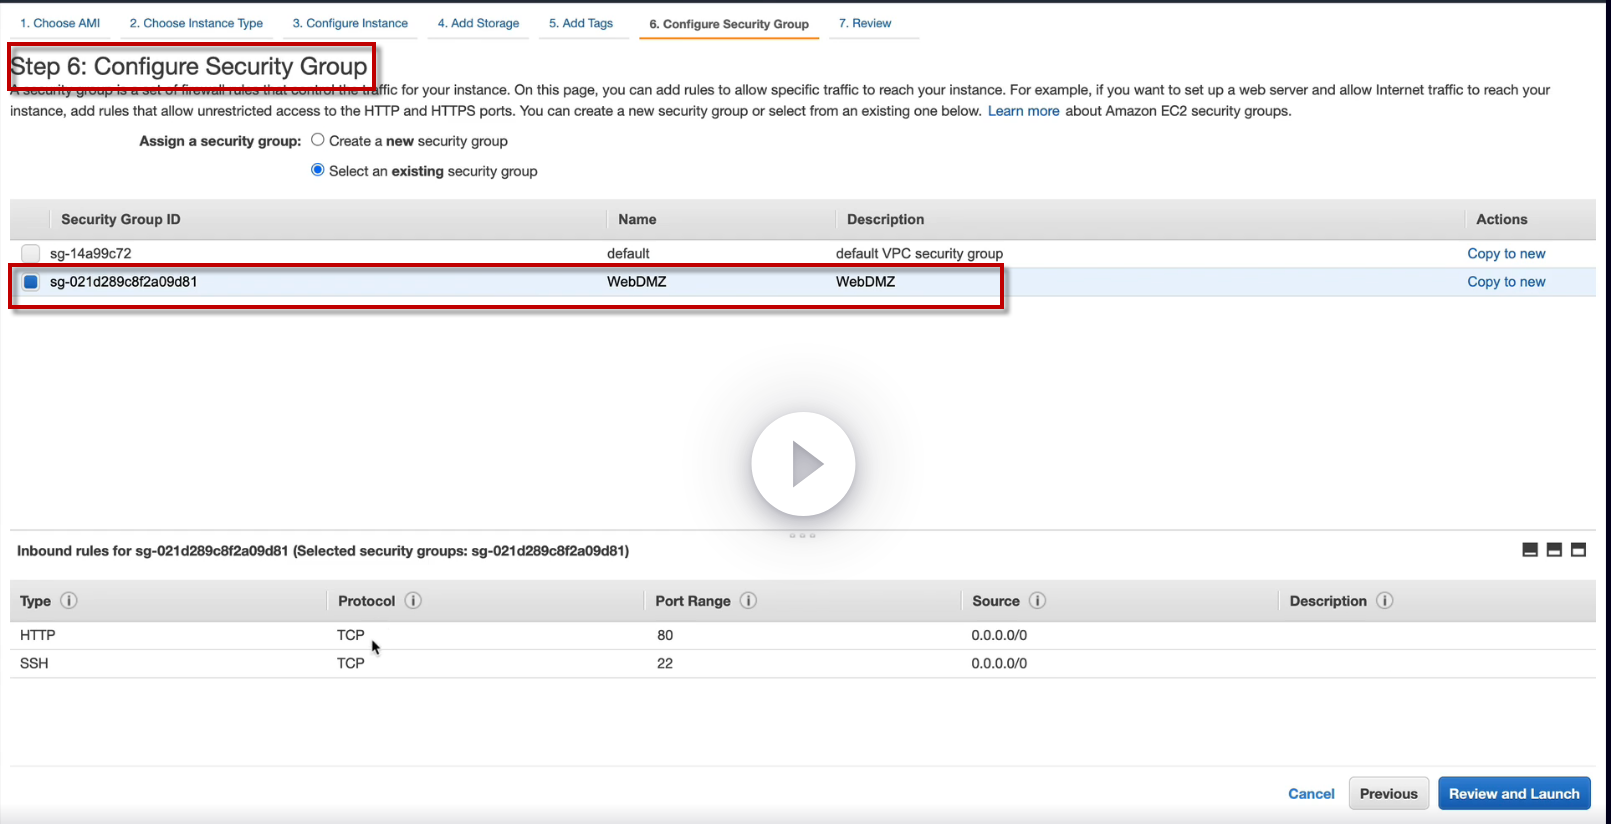 1. Choose AMI 2. Choose Instance Type 3. Configure Instance 4. Add Storage 5. Add Tags 6. Configure Security Group 7. Review
Step 6: Configure Security Group
A security group is a set of firewall rules that control the traffic for your instance. On this page, you can add rules to allow specific traffic to reach your instance. For example, if you want to set up a web server and allow Internet traffic to reach your
instance, add rules that allow unrestricted access to the HTTP and HTTPS ports. You can create a new security group or select from an existing one below. Learn more about Amazon EC2 security groups.
Assign a security group: Create a new security group
Select an existing security group
Security Group ID Name Description Actions
sg-14a99c72 default default VPC security group Copy to new
sg-021d289c8f2a09d81 WebDMZ WebDMZ Copy to new
Inbound rules for sg-021d289c8f2a09d81 (Selected security groups: sg-021d289c8f2a09d81)
Type i Protocol i Port Range i Source i Description i
HTTP TCP 80 0.0.0.0/0
SSH TCP 22 0.0.0.0/0
Cancel Previous Review and Launch